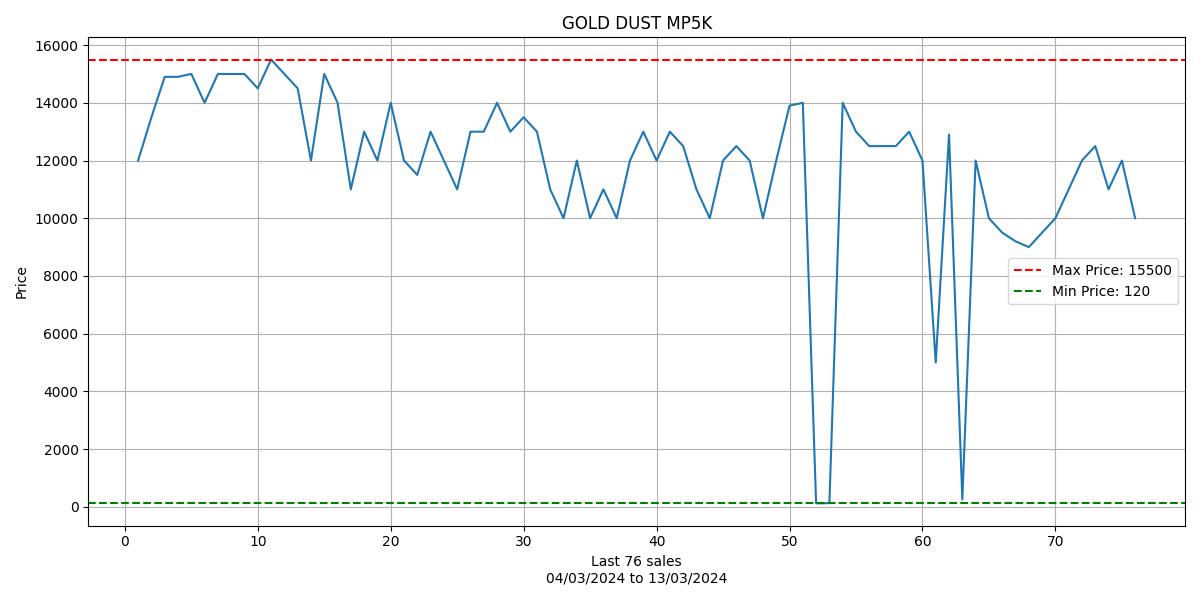 GOLD DUST MP5K
16000
14000
12000
10000
8000
6000
4000
2000
0
Price
Max Price: 15500
Min Price: 120
0 10 20 30 40 50 60 70
Last 76 sales
04/03/2024 to 13/03/2024